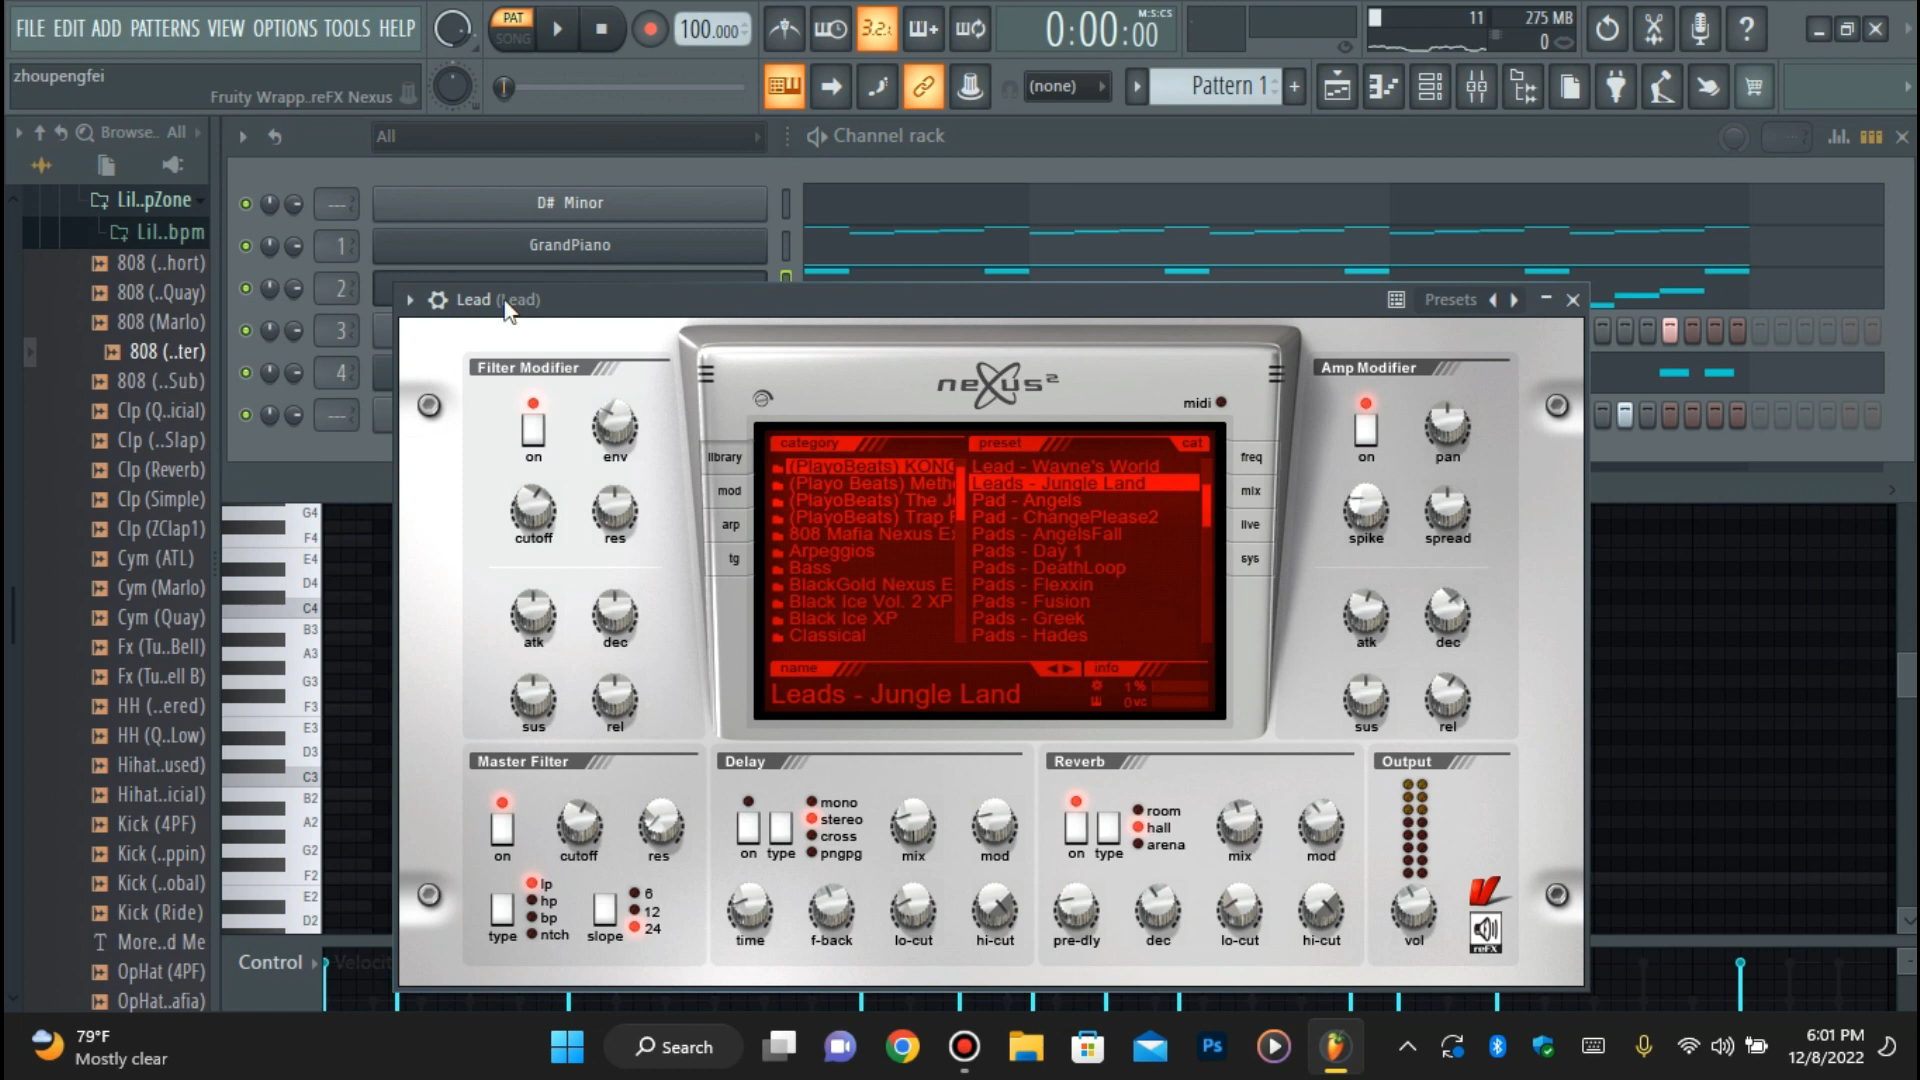 FILE EDIT ADD PATTERNS VIEW OPTIONS TOOLS HELP
PAT
SONG
100.000
3.2.
0:00:00
M:S:CS
11
275 MB
0
zhoupengfei
Fruity Wrapp..reFX Nexus
(none)
Pattern 1
Browse.. All
All
Channel rack
Lil..pZone
Lil..bpm
808 (..hort)
808 (..Quay)
808 (Marlo)
808 (..ter)
808 (..Sub)
Clp (Q..icial)
Clp (..Slap)
Clp (Reverb)
Clp (Simple)
Clp (ZClap1)
Cym (ATL)
Cym (Marlo)
Cym (Quay)
Fx (Tu..Bell)
Fx (Tu..ell B)
HH (..ered)
HH (Q..Low)
Hihat..used)
Hihat..icial)
Kick (4PF)
Kick (..ppin)
Kick (..obal)
Kick (Ride)
More..d Me
OpHat (4PF)
OpHat..afia)
---
D# Minor
1
GrandPiano
2
3
4
---
Lead (Lead)
Presets
Filter Modifier
on
env
cutoff
res
atk
dec
sus
rel
nexus²
midi
library
mod
arp
tg
freq
mix
live
sys
category
preset
cat
(PlayoBeats) KONG
(Playo Beats) Meth
(PlayoBeats) The J
(PlayoBeats) Trap
808 Mafia Nexus E
Arpeggios
Bass
BlackGold Nexus E
Black Ice Vol. 2 XP
Black Ice XP
Classical
Lead - Wayne's World
Leads - Jungle Land
Pad - Angels
Pad - ChangePlease2
Pads - AngelsFall
Pads - Day 1
Pads - DeathLoop
Pads - Flexxin
Pads - Fusion
Pads - Greek
Pads - Hades
name
info
Leads - Jungle Land
1 %
0 vc
Amp Modifier
on
pan
spike
spread
atk
dec
sus
rel
Master Filter
on
cutoff
res
type
lp
hp
bp
ntch
slope
6
12
24
Delay
on
type
mono
stereo
cross
pngpg
mix
mod
time
f-back
lo-cut
hi-cut
Reverb
on
type
room
hall
arena
mix
mod
pre-dly
dec
lo-cut
hi-cut
Output
vol
reFX
G4
F4
E4
D4
C4
B3
A3
G3
F3
E3
D3
C3
B2
A2
G2
F2
E2
D2
Control
Velocit
79°F
Mostly clear
Search
Ps
6:01 PM
12/8/2022